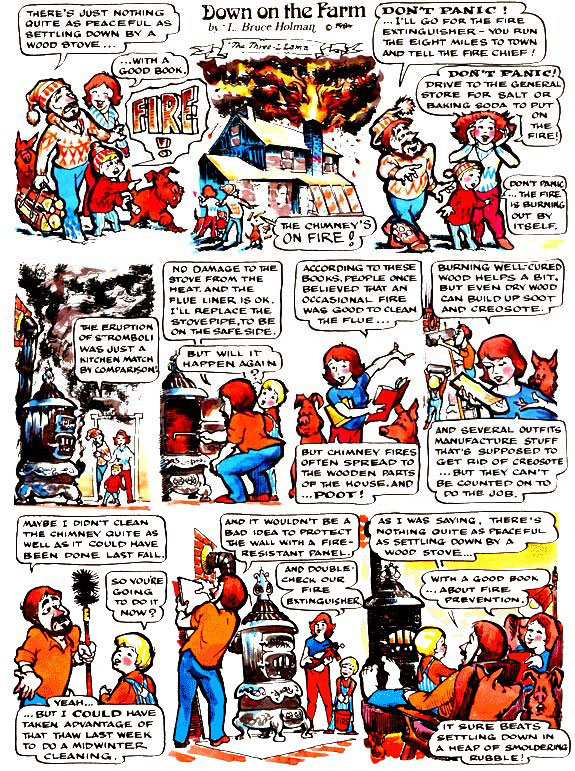 THERE'S JUST NOTHING
QUITE AS PEACEFUL AS
SETTLING DOWN BY A
WOOD STOVE...
...WITH A
GOOD BOOK.
FIRE
!!
Down on the Farm
by L. Bruce Holman
"The Three-L Lama"
THE CHIMNEY'S
ON FIRE!
DON'T PANIC!
...I'LL GO FOR THE FIRE
EXTINGUISHER - YOU RUN
THE EIGHT MILES TO TOWN
AND TELL THE FIRE CHIEF!
DON'T PANIC!
DRIVE TO THE GENERAL
STORE FOR SALT OR
BAKING SODA TO PUT
ON
THE
FIRE!
DON'T PANIC
...THE FIRE
IS BURNING
OUT BY
ITSELF.
THE ERUPTION
OF STROMBOLI
WAS JUST A
KITCHEN MATCH
BY COMPARISON.
NO DAMAGE TO THE
STOVE FROM THE
HEAT, AND THE
FLUE LINER IS OK.
I'LL REPLACE THE
STOVEPIPE, TO BE
ON THE SAFE SIDE.
BUT WILL IT
HAPPEN AGAIN
?
ACCORDING TO THESE
BOOKS, PEOPLE ONCE
BELIEVED THAT AN
OCCASIONAL FIRE
WAS GOOD TO CLEAN
THE FLUE...
BUT CHIMNEY FIRES
OFTEN SPREAD TO
THE WOODEN PARTS
OF THE HOUSE, AND
...POOT!
BURNING WELL-CURED
WOOD HELPS A BIT,
BUT EVEN DRY WOOD
CAN BUILD UP SOOT
AND CREOSOTE.
AND SEVERAL OUTFITS
MANUFACTURE STUFF
THAT'S SUPPOSED TO
GET RID OF CREOSOTE
...BUT THEY CAN'T
BE COUNTED ON TO
DO THE JOB.
MAYBE I DIDN'T CLEAN
THE CHIMNEY QUITE AS
WELL AS IT COULD HAVE
BEEN DONE LAST FALL.
SO YOU'RE
GOING
TO DO IT
NOW?
YEAH...
...BUT I COULD HAVE
TAKEN ADVANTAGE OF
THAT THAW LAST WEEK
TO DO A MIDWINTER
CLEANING.
AND IT WOULDN'T BE A
BAD IDEA TO PROTECT
THE WALL WITH A FIRE-
RESISTANT PANEL.
AND DOUBLE-
CHECK OUR
FIRE
EXTINGUISHER
AS I WAS SAYING, THERE'S
NOTHING QUITE AS PEACEFUL
AS SETTLING DOWN BY A
WOOD STOVE...
WITH A GOOD BOOK
...ABOUT FIRE
PREVENTION.
IT SURE BEATS
SETTLING DOWN IN
A HEAP OF SMOLDERING
RUBBLE!